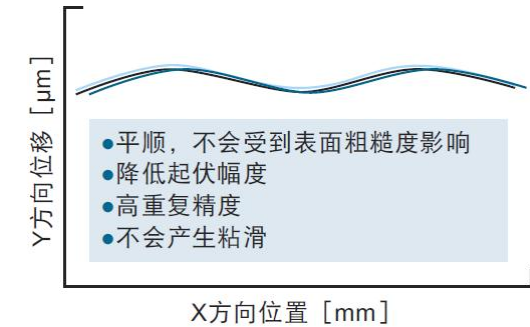 Y方向位移［μm］
●平顺，不会受到表面粗糙度影响
●降低起伏幅度
●高重复精度
●不会产生粘滑
X方向位置［mm］